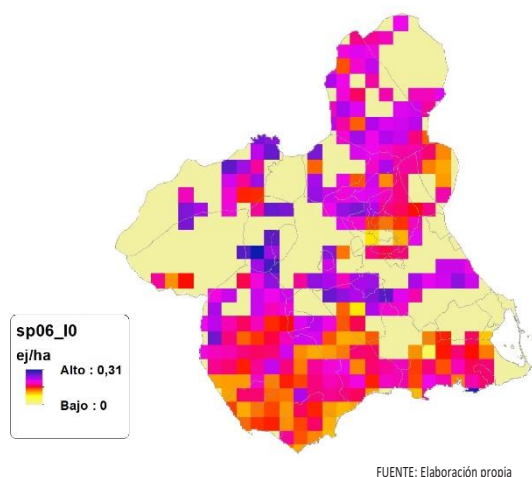 sp06_I0
ej/ha
Alto : 0,31
Bajo : 0
FUENTE: Elaboración propia